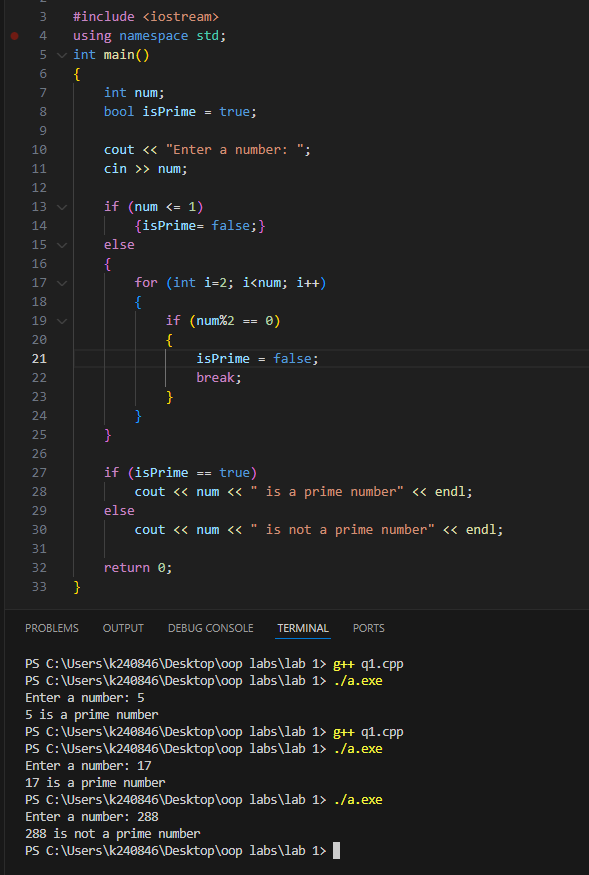 3 #include <iostream>
4 using namespace std;
5 int main()
6 {
7 int num;
8 bool isPrime = true;
9
10 cout << "Enter a number: ";
11 cin >> num;
12
13 if (num <= 1)
14 {isPrime= false;}
15 else
16 {
17 for (int i=2; i<num; i++)
18 {
19 if (num%2 == 0)
20 {
21 isPrime = false;
22 break;
23 }
24 }
25 }
26
27 if (isPrime == true)
28 cout << num << " is a prime number" << endl;
29 else
30 cout << num << " is not a prime number" << endl;
31
32 return 0;
33 }
PROBLEMS OUTPUT DEBUG CONSOLE TERMINAL PORTS
PS C:\Users\k240846\Desktop\oop labs\lab 1> g++ q1.cpp
PS C:\Users\k240846\Desktop\oop labs\lab 1> ./a.exe
Enter a number: 5
5 is a prime number
PS C:\Users\k240846\Desktop\oop labs\lab 1> g++ q1.cpp
PS C:\Users\k240846\Desktop\oop labs\lab 1> ./a.exe
Enter a number: 17
17 is a prime number
PS C:\Users\k240846\Desktop\oop labs\lab 1> ./a.exe
Enter a number: 288
288 is not a prime number
PS C:\Users\k240846\Desktop\oop labs\lab 1>